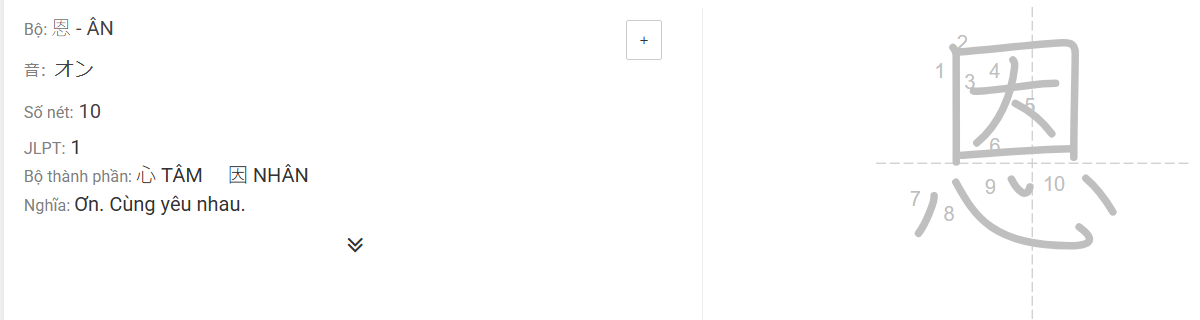 Bộ: 恩 - ÂN
+
音: オン
Số nét: 10
JLPT: 1
Bộ thành phần: 心 TÂM 因 NHÂN
Nghĩa: Ơn. Cùng yêu nhau.
恩
1 2 3 4 5 6 7 8 9 10